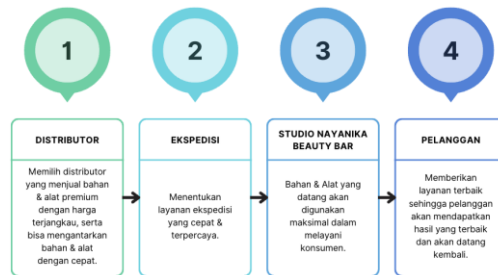 1
2
3
4
DISTRIBUTOR
Memilih distributor
yang menjual bahan
& alat premium
dengan harga
terjangkau, serta
bisa mengantarkan
bahan & alat
dengan cepat.
EKSPEDISI
Menentukan
layanan ekspedisi
yang cepat &
terpercaya.
STUDIO NAYANIKA
BEAUTY BAR
Bahan & Alat yang
datang akan
digunakan
maksimal dalam
melayani
konsumen.
PELANGGAN
Memberikan
layanan terbaik
sehingga pelanggan
akan mendapatkan
hasil yang terbaik
dan akan datang
kembali.